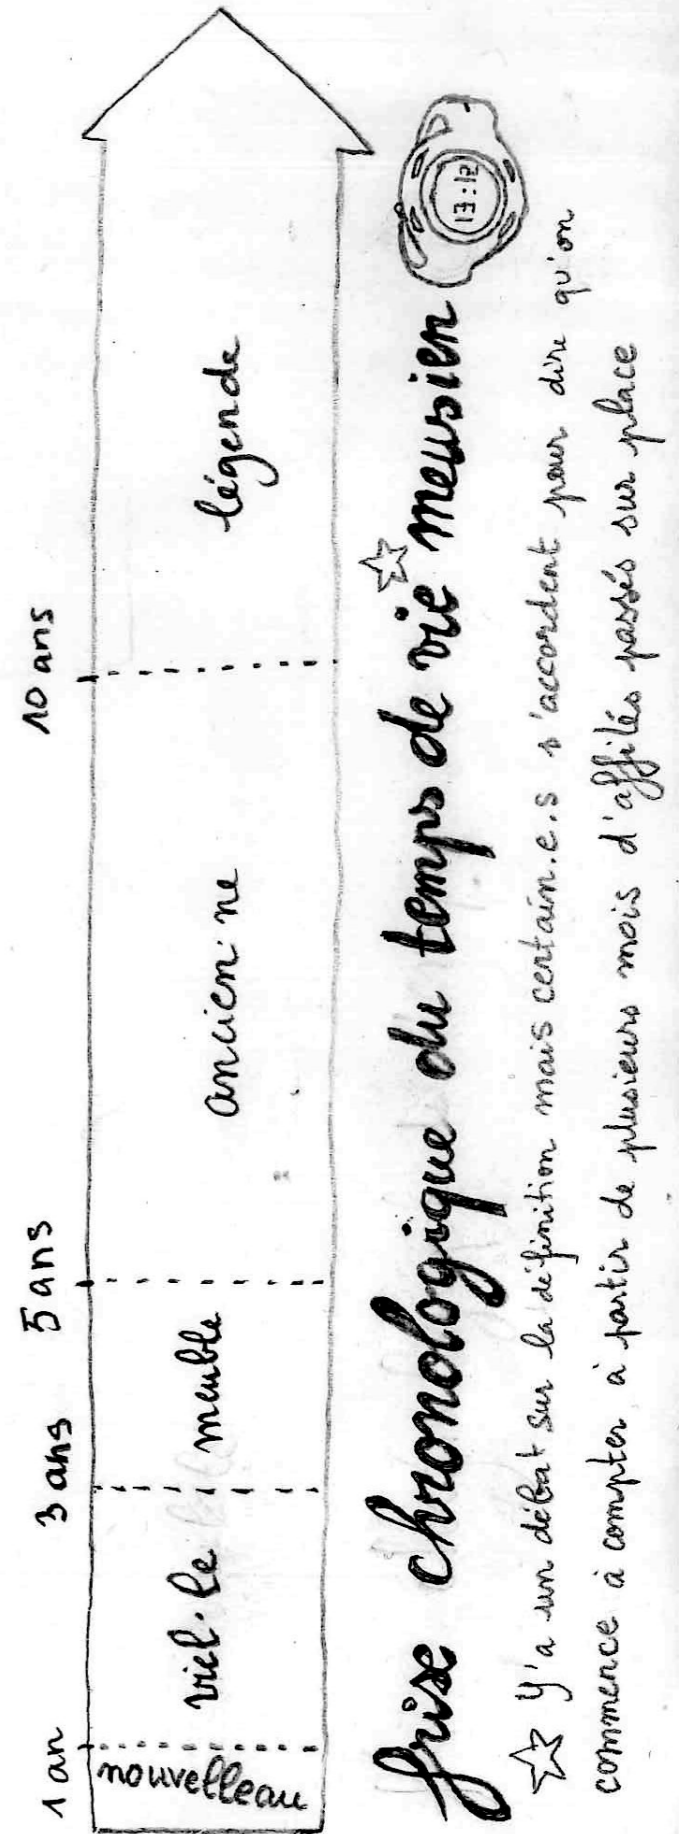 1 an 3 ans 5 ans 10 ans
nouvelleau viel·le meuble ancien·ne légende
frise chronologique du temps de vie☆ meusien
13:12
☆ Y'a un débat sur la définition mais certain.e.s s'accordent pour dire qu'on
commence à compter à partir de plusieurs mois d'affilés passés sur place